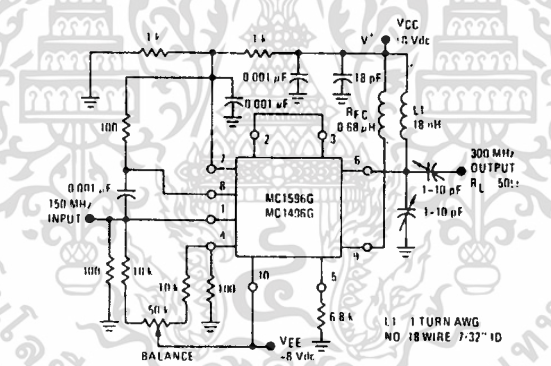 1 k
1 k
V+
VCC
+8 Vdc
0.001 µF
18 pF
0.001 µF
RFC
0.68 µH
L1
18 nH
100
2
3
7
6
300 MHz
OUTPUT
RL 50Ω
8
MC1596G
MC1496G
1-10 pF
0.001 µF
150 MHz
INPUT
1
1-10 pF
4
9
10
5
100
10 k
10 k
100
50 k
6.8 k
BALANCE
VEE
-8 Vdc
L1 1 TURN AWG
NO. 18 WIRE 7/32" ID